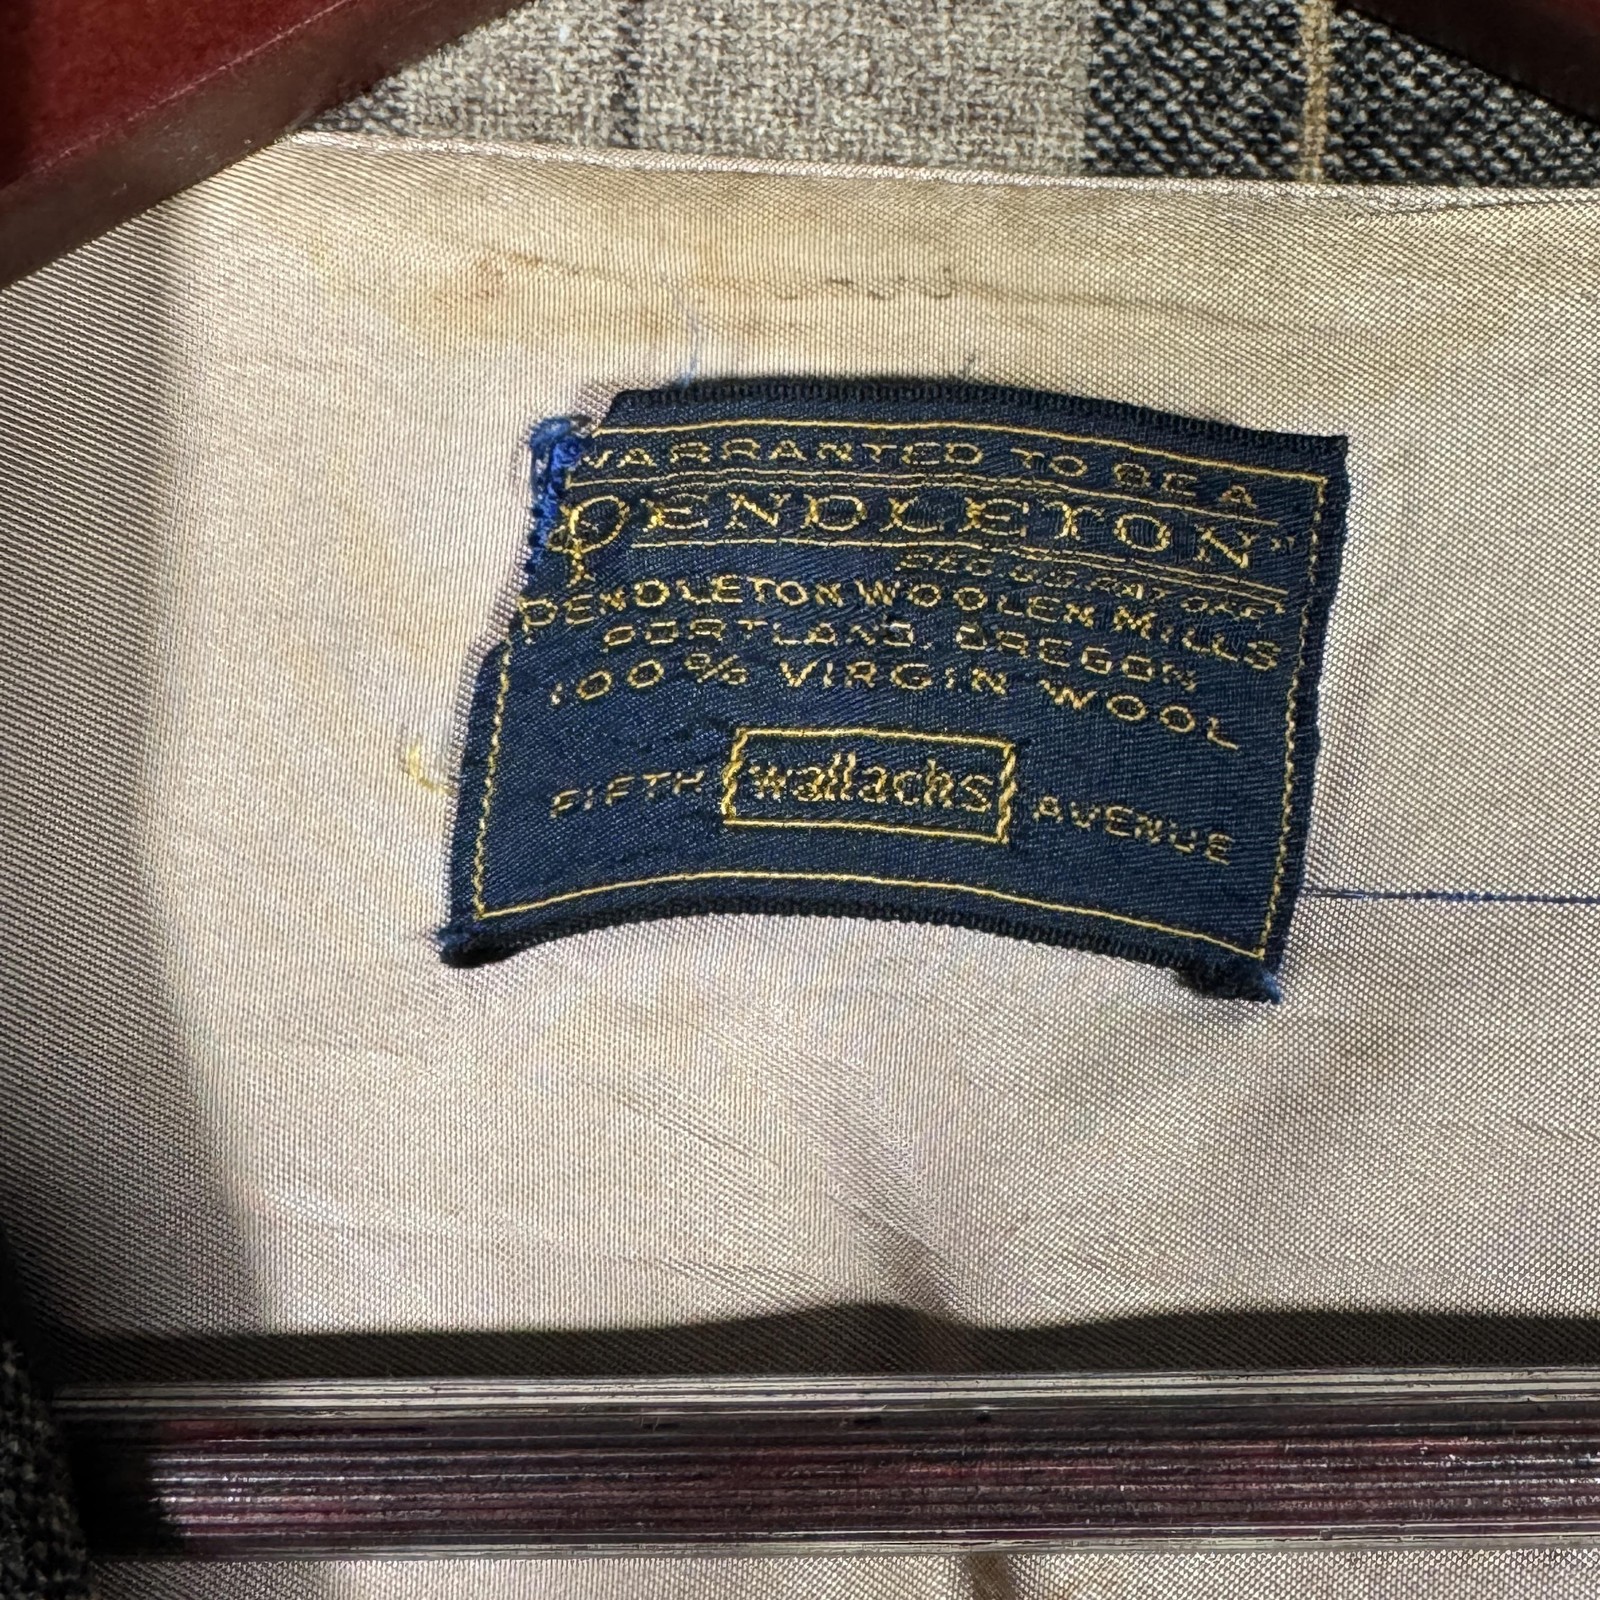 WARRANTED TO BE A
PENDLETON
REG. U.S. PAT. OFF.
PENDLETON WOOLEN MILLS
PORTLAND, OREGON
100% VIRGIN WOOL
FIFTH wallachs AVENUE